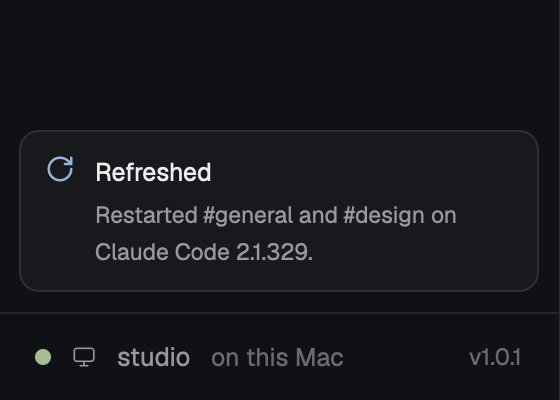 Refreshed
Restarted #general and #design on
Claude Code 2.1.329.
studio on this Mac v1.0.1